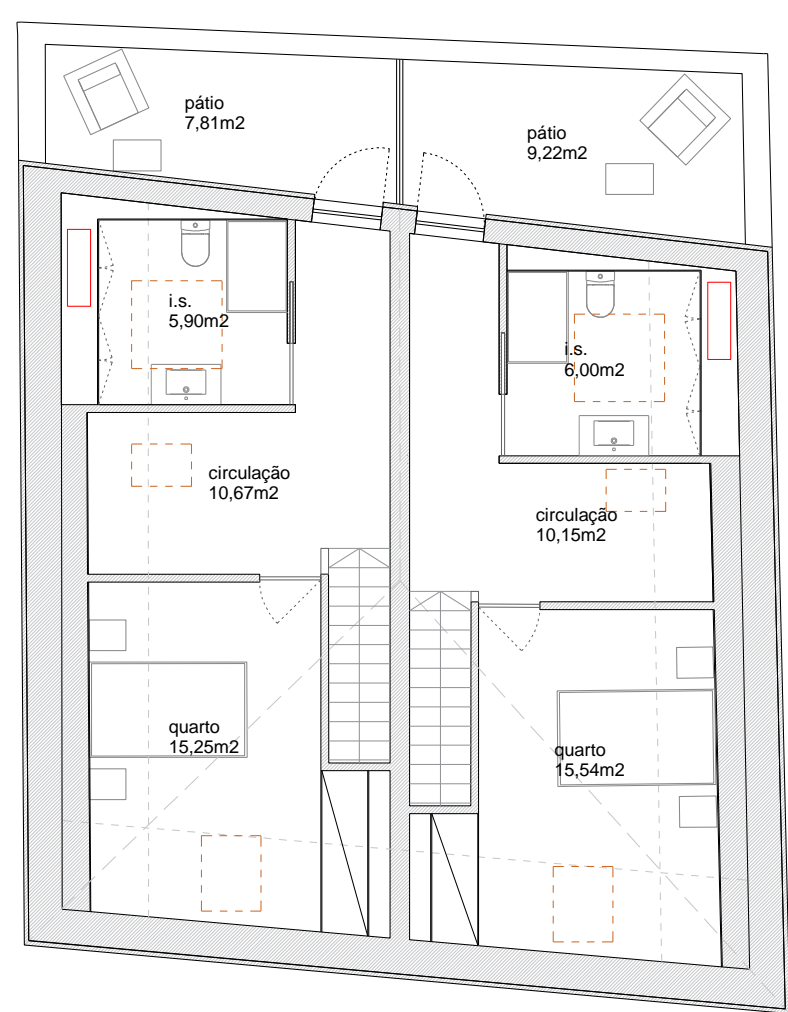 pátio
7,81m2
pátio
9,22m2
i.s.
5,90m2
i.s.
6,00m2
circulação
10,67m2
circulação
10,15m2
quarto
15,25m2
quarto
15,54m2